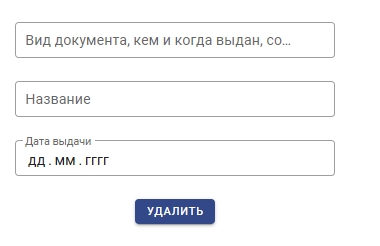 Вид документа, кем и когда выдан, со…
Название
Дата выдачи
дд . мм . гггг
УДАЛИТЬ